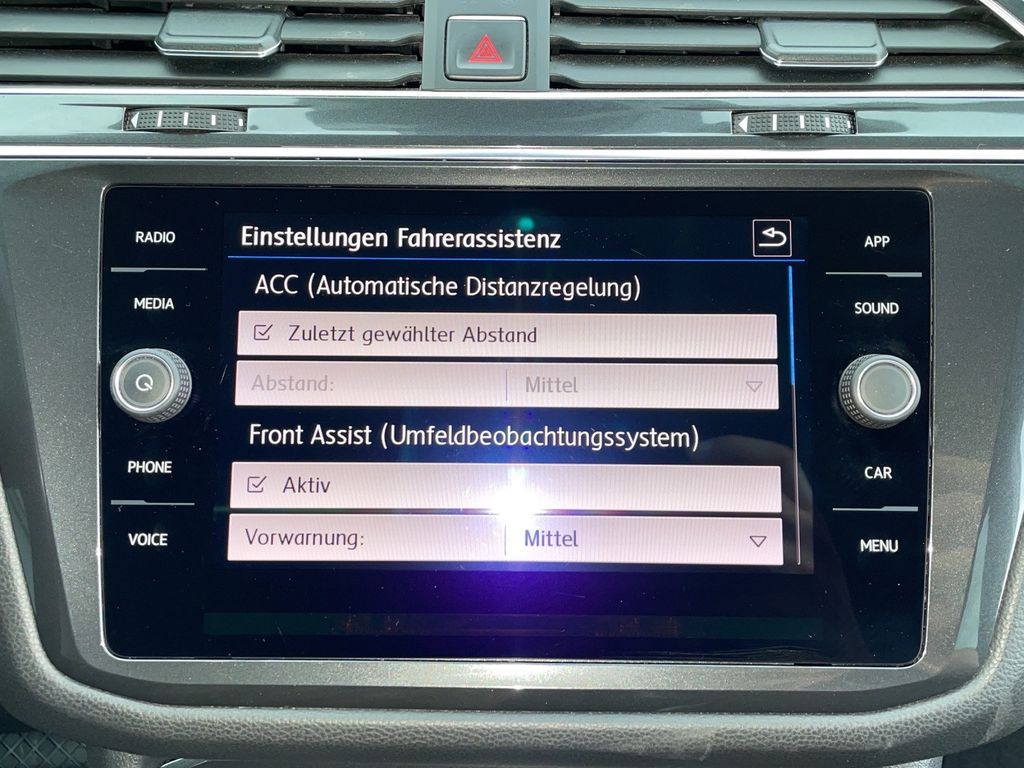 RADIO
MEDIA
PHONE
VOICE
Einstellungen Fahrerassistenz
ACC (Automatische Distanzregelung)
Zuletzt gewählter Abstand
Abstand: Mittel
Front Assist (Umfeldbeobachtungssystem)
Aktiv
Vorwarnung: Mittel
APP
SOUND
CAR
MENU